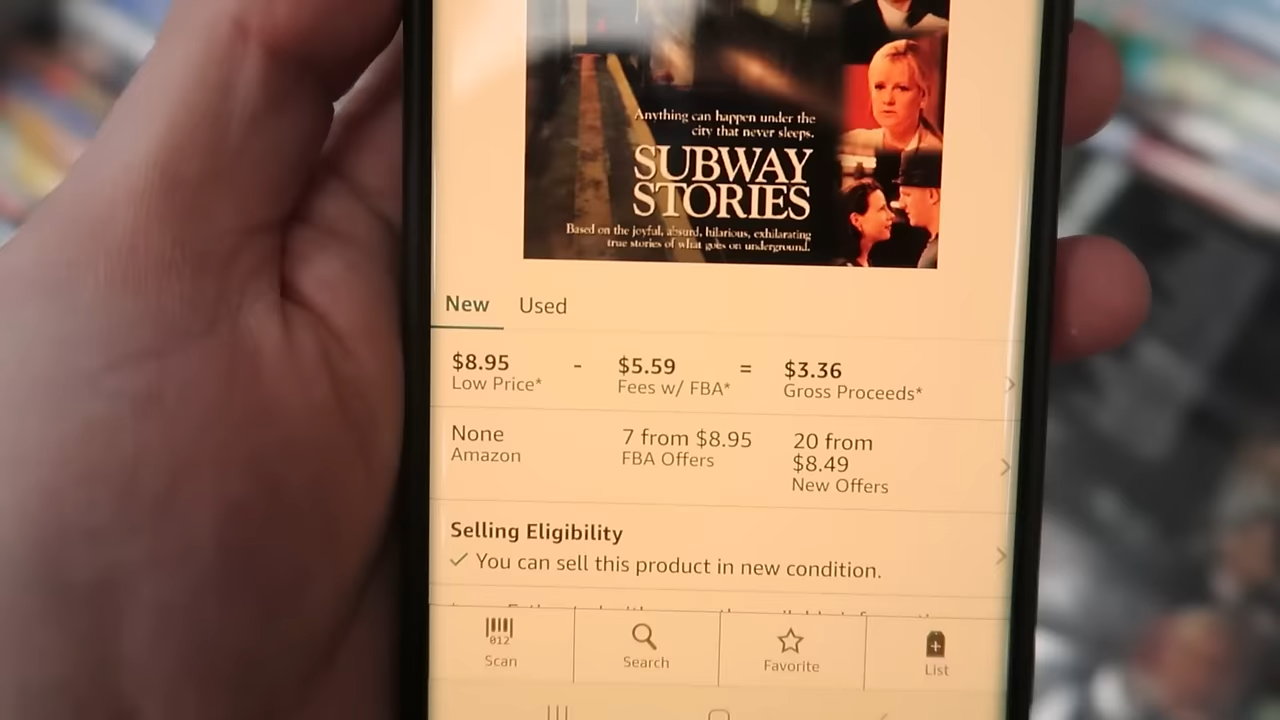 Anything can happen under the
city that never sleeps.
SUBWAY
STORIES
Based on the joyful, absurd, hilarious, exhilarating
true stories of what goes on underground.
New Used
$8.95 - $5.59 = $3.36
Low Price* Fees w/ FBA* Gross Proceeds*
None 7 from $8.95 20 from
Amazon FBA Offers $8.49
New Offers
Selling Eligibility
✓ You can sell this product in new condition.
012
Scan Search Favorite List